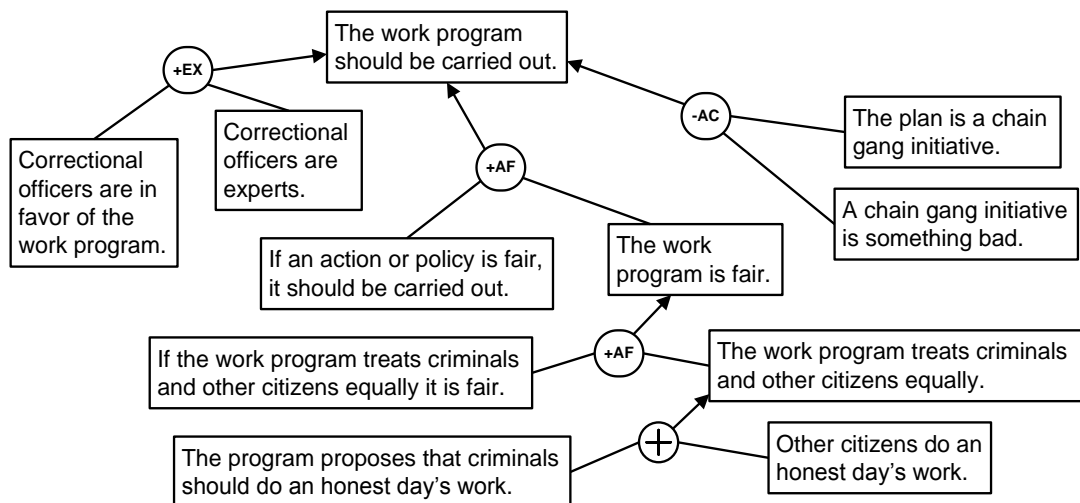 The work program
should be carried out.
+EX
-AC
Correctional
officers are in
favor of the
work program.
Correctional
officers are
experts.
The plan is a chain
gang initiative.
+AF
A chain gang initiative
is something bad.
If an action or policy is fair,
it should be carried out.
The work
program is fair.
If the work program treats criminals
and other citizens equally it is fair.
+AF
The work program treats criminals
and other citizens equally.
The program proposes that criminals
should do an honest day's work.
+
Other citizens do an
honest day's work.